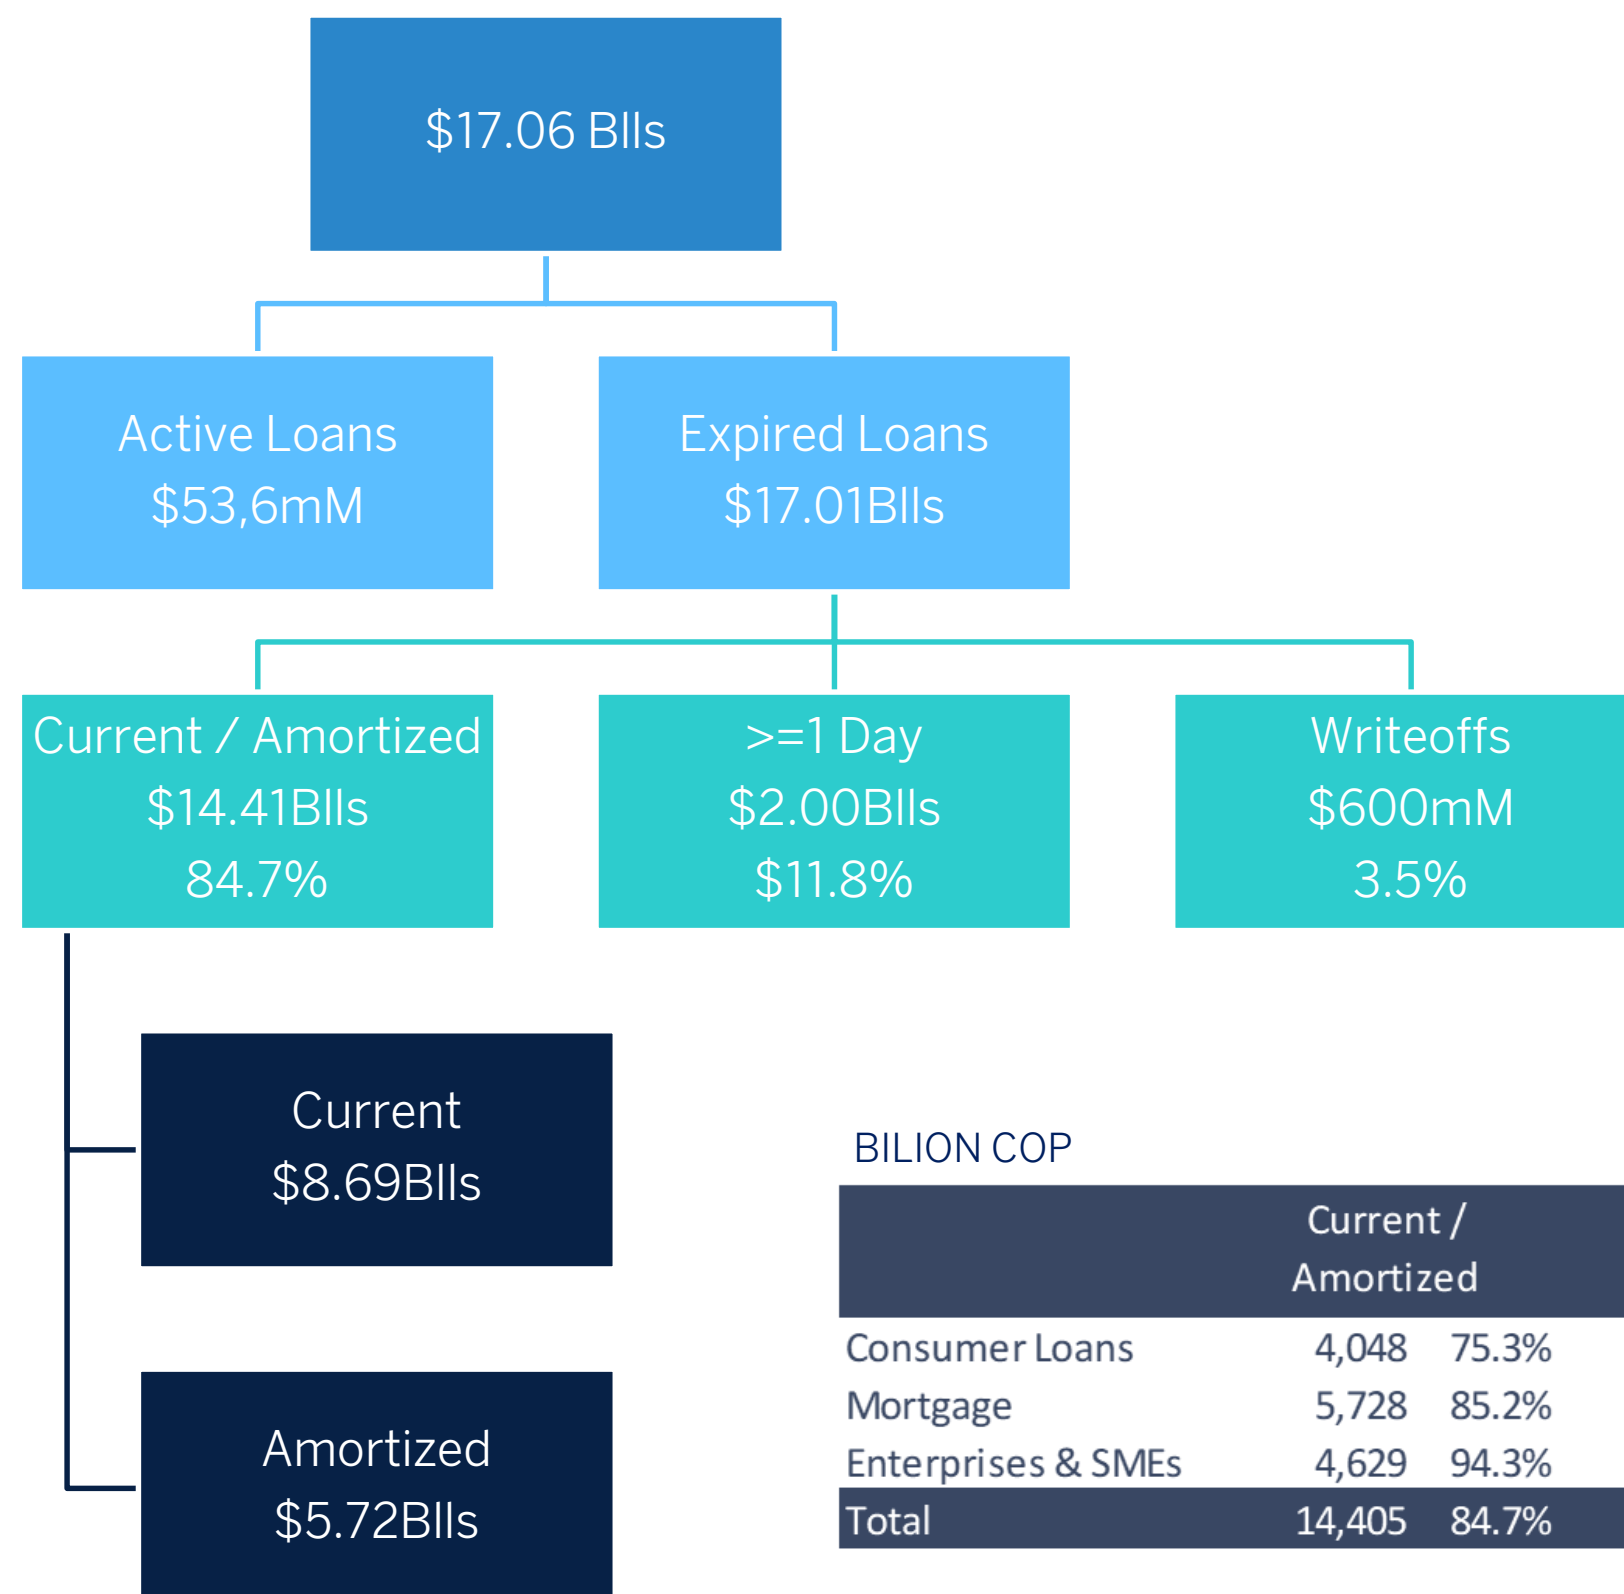 $17.06 Blls
Active Loans
$53,6mM
Expired Loans
$17.01Blls
Current / Amortized
$14.41Blls
84.7%
>=1 Day
$2.00Blls
$11.8%
Writeoffs
$600mM
3.5%
Current
$8.69Blls
Amortized
$5.72Blls
BILION COP
Current /
Amortized
Consumer Loans 4,048 75.3%
Mortgage 5,728 85.2%
Enterprises & SMEs 4,629 94.3%
Total 14,405 84.7%